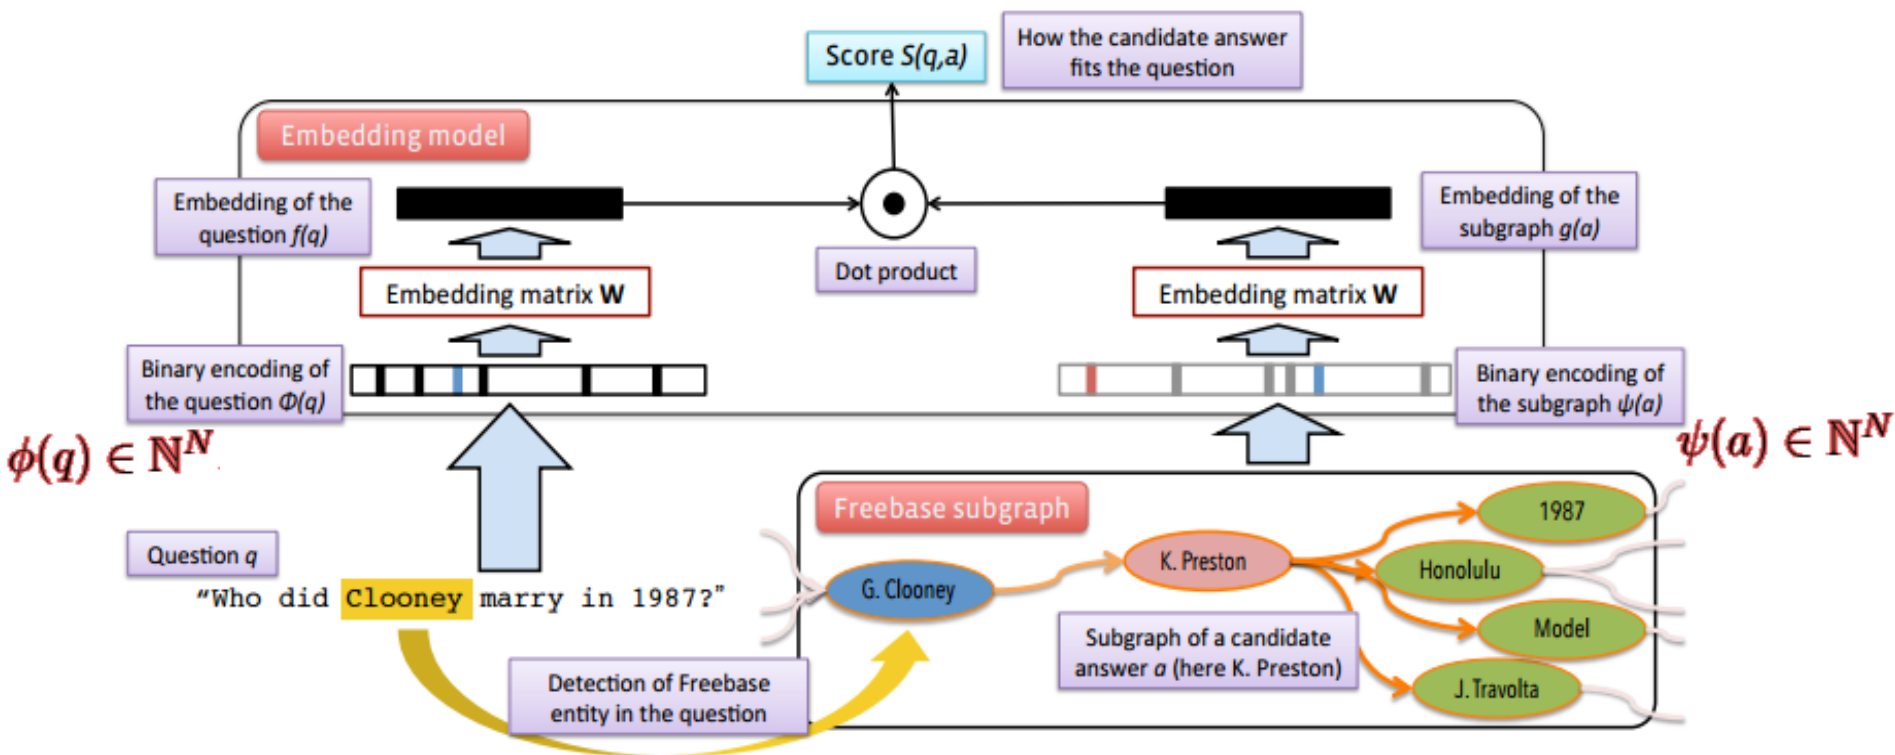 Score S(q,a)
How the candidate answer
fits the question
Embedding model
Embedding of the
question f(q)
Embedding of the
subgraph g(a)
Dot product
Embedding matrix W
Embedding matrix W
Binary encoding of
the question Φ(q)
Binary encoding of
the subgraph ψ(a)
ϕ(q) ∈ ℕᴺ
ψ(a) ∈ ℕᴺ
Freebase subgraph
Question q
“Who did Clooney marry in 1987?”
G. Clooney
K. Preston
1987
Honolulu
Model
J. Travolta
Subgraph of a candidate
answer a (here K. Preston)
Detection of Freebase
entity in the question